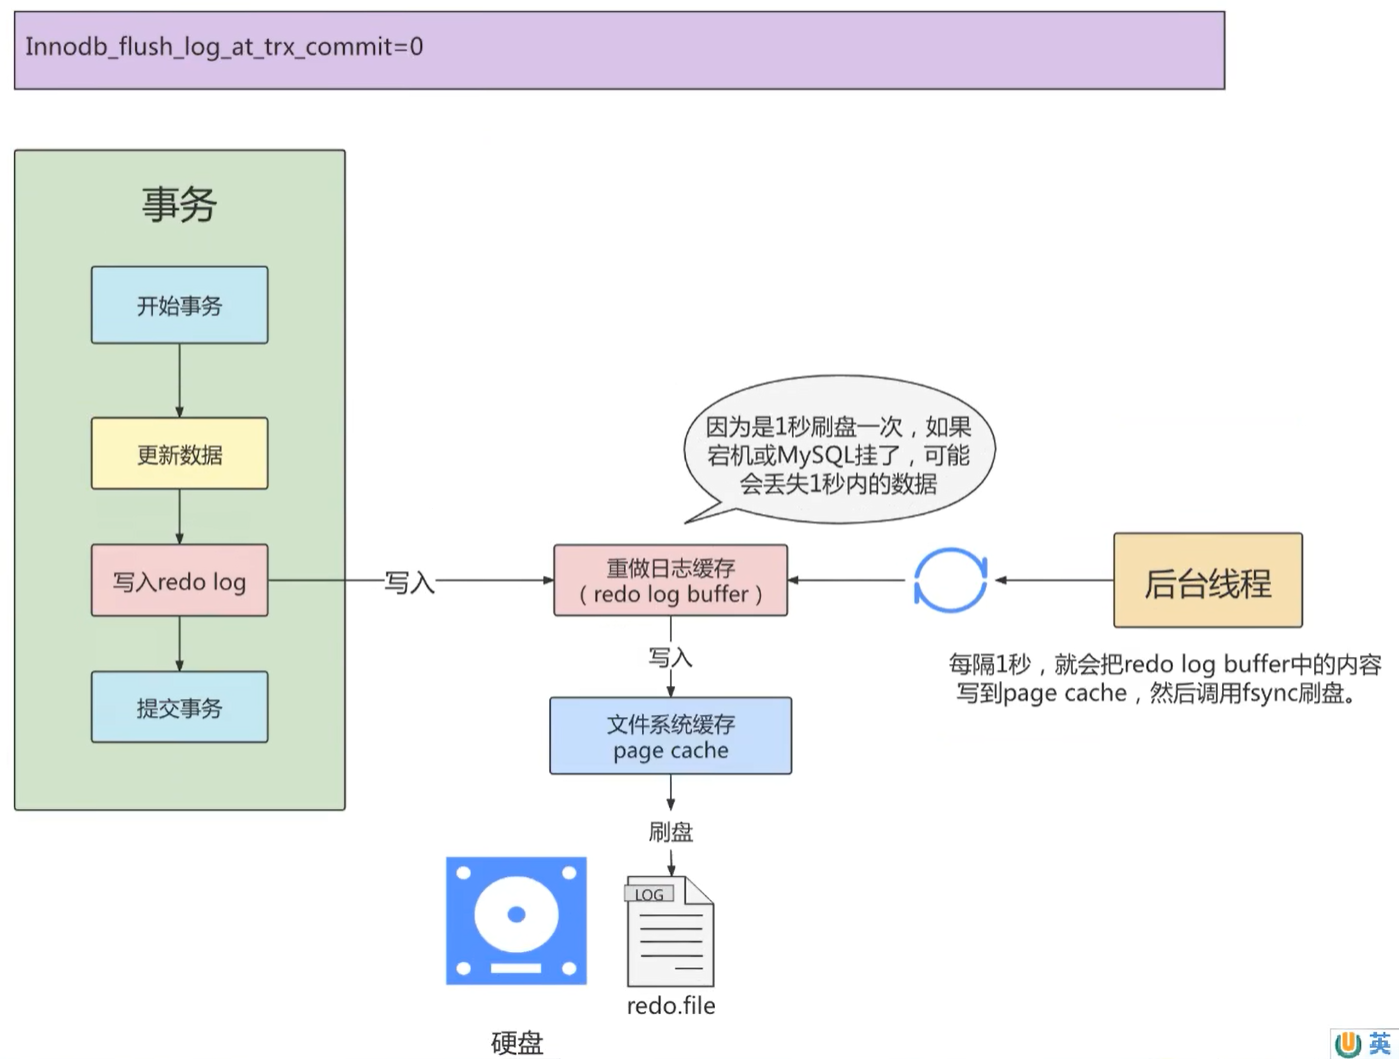 Innodb_flush_log_at_trx_commit=0
事务
开始事务
更新数据
写入redo log
提交事务
写入
因为是1秒刷盘一次，如果
宕机或MySQL挂了，可能
会丢失1秒内的数据
重做日志缓存
（redo log buffer）
后台线程
每隔1秒，就会把redo log buffer中的内容
写到page cache，然后调用fsync刷盘。
写入
文件系统缓存
page cache
刷盘
LOG
redo.file
硬盘
英